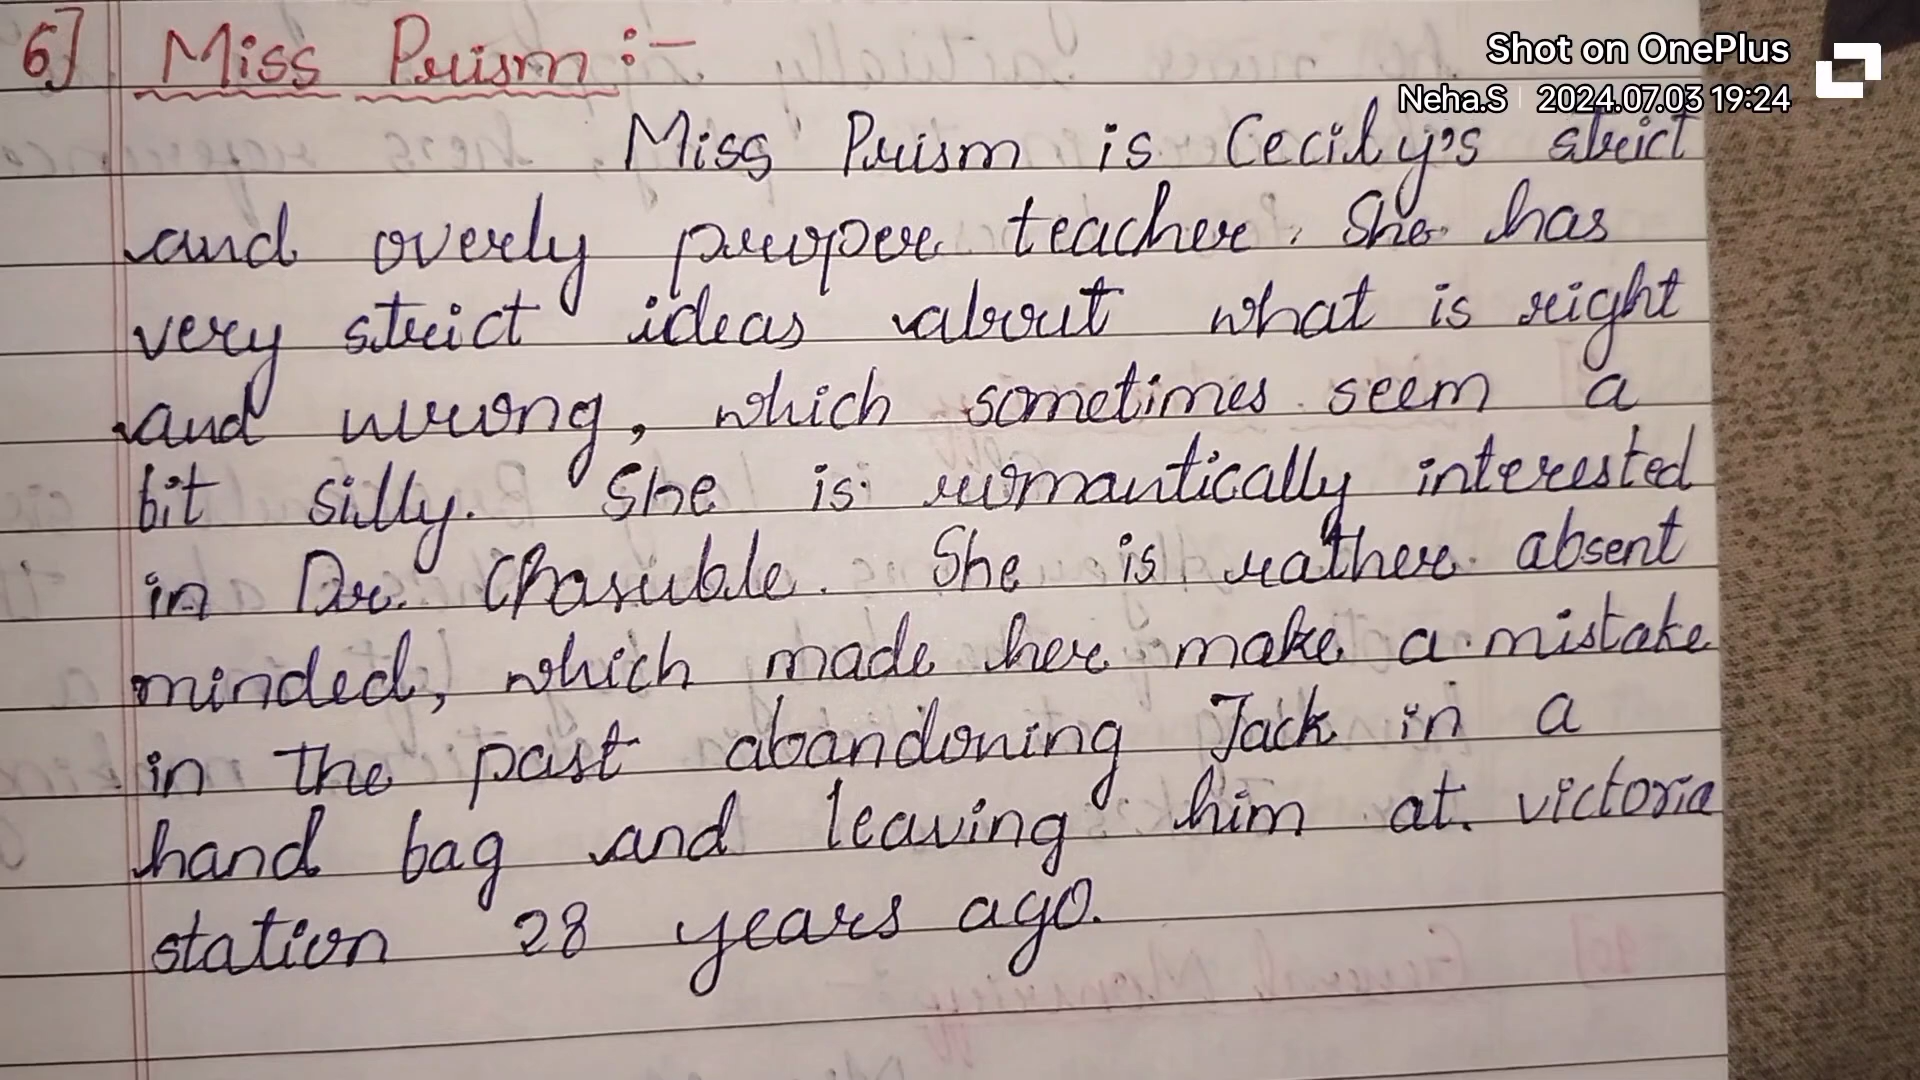 6] Miss Prism :-
Shot on OnePlus
Neha.S | 2024.07.03 19:24
Miss Prism is Cecily's strict
and overly proper teacher. She has
very strict ideas about what is right
and wrong, which sometimes seem a
bit silly. She is romantically interested
in Dr. Chasuble. She is rather absent
minded, which made her make a mistake
in the past abandoning Jack in a
hand bag and leaving him at victoria
station 28 years ago.